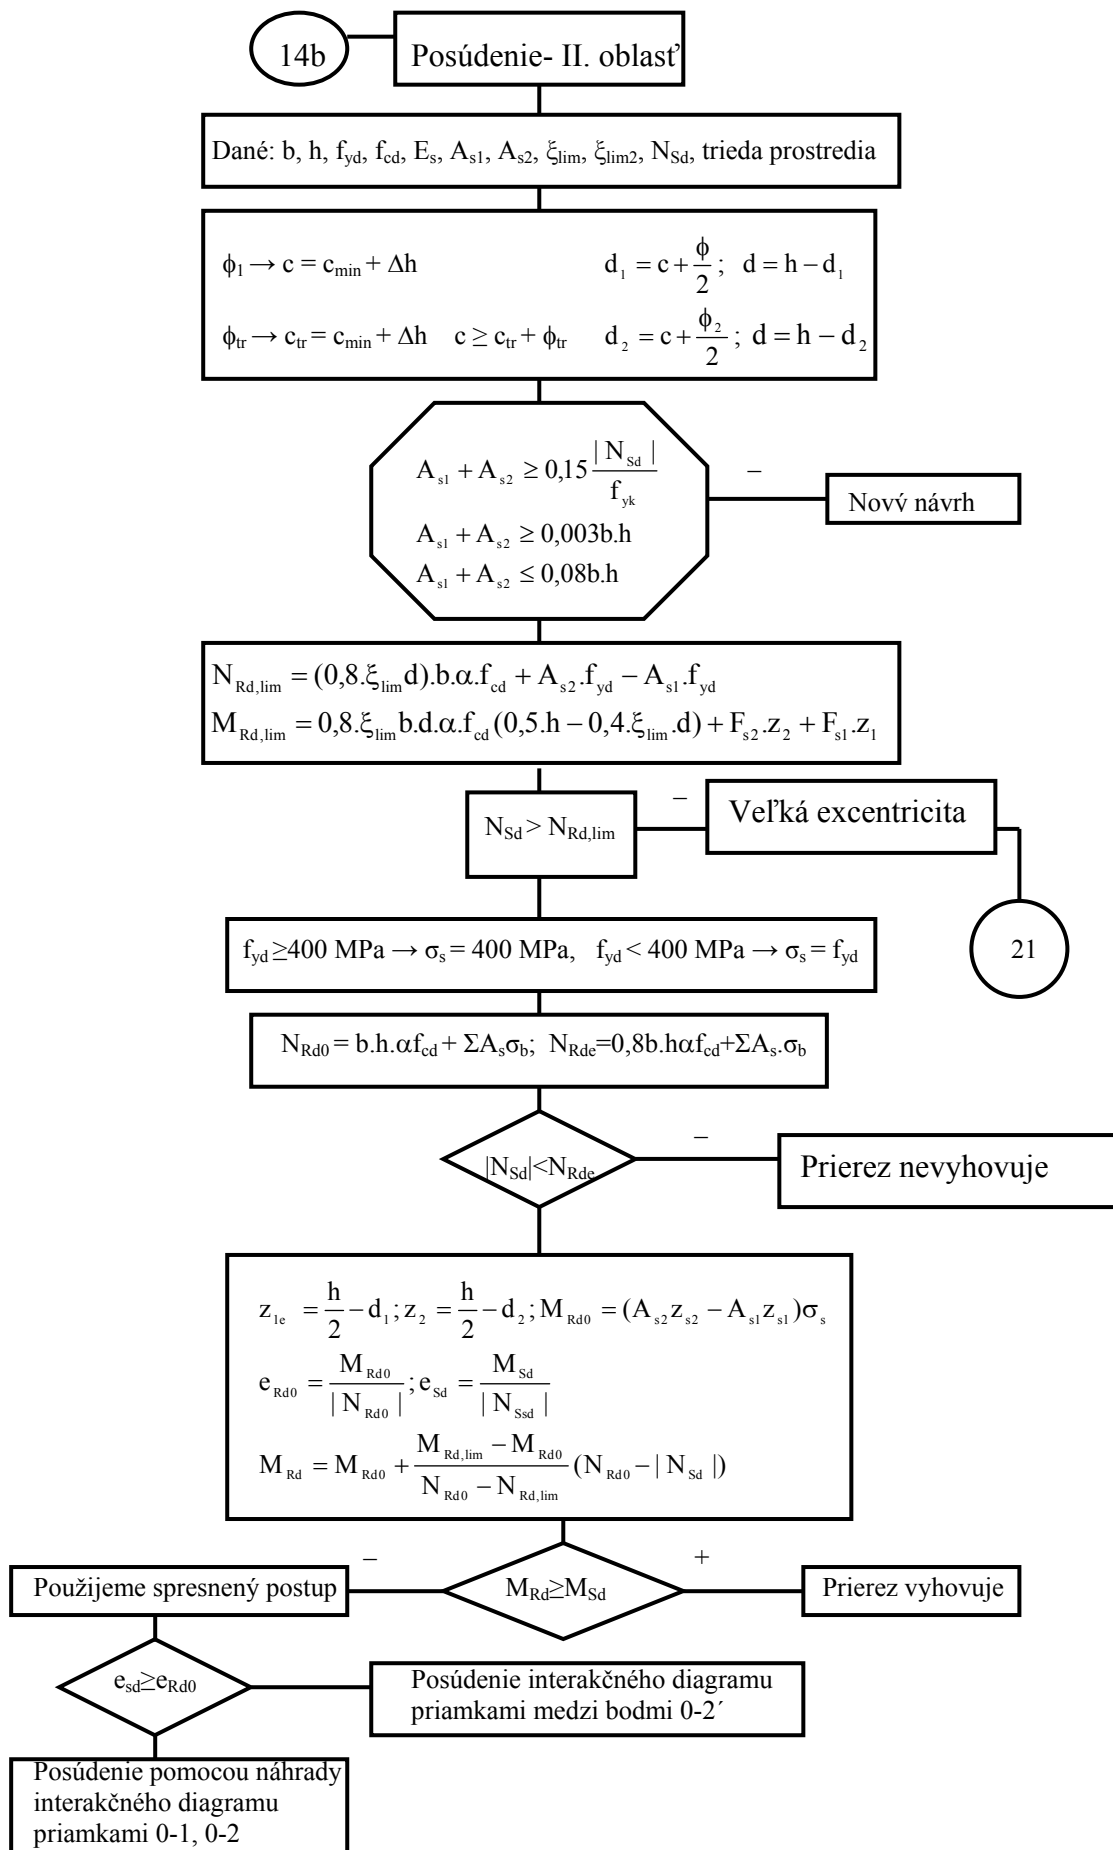 14b
Posúdenie- II. oblasť
Dané: b, h, f_yd, f_cd, E_s, A_s1, A_s2, ξ_lim, ξ_lim2, N_Sd, trieda prostredia
ϕ_1 → c = c_min + Δh d_1 = c + ϕ/2 ; d = h − d_1
ϕ_tr → c_tr = c_min + Δh c ≥ c_tr + ϕ_tr d_2 = c + ϕ_2/2 ; d = h − d_2
A_s1 + A_s2 ≥ 0,15 |N_Sd|/f_yk
–
Nový návrh
A_s1 + A_s2 ≥ 0,003b.h
A_s1 + A_s2 ≤ 0,08b.h
N_Rd,lim = (0,8.ξ_lim d).b.α.f_cd + A_s2.f_yd − A_s1.f_yd
M_Rd,lim = 0,8.ξ_lim b.d.α.f_cd (0,5.h − 0,4.ξ_lim.d) + F_s2.z_2 + F_s1.z_1
N_Sd > N_Rd,lim
–
Veľká excentricita
21
f_yd ≥400 MPa → σ_s = 400 MPa, f_yd < 400 MPa → σ_s = f_yd
N_Rd0 = b.h.αf_cd + ΣA_sσ_b; N_Rde=0,8b.hαf_cd+ΣA_s.σ_b
|N_Sd|<N_Rde
–
Prierez nevyhovuje
z_1e = h/2 − d_1; z_2 = h/2 − d_2; M_Rd0 = (A_s2 z_s2 − A_s1 z_s1)σ_s
e_Rd0 = M_Rd0/|N_Rd0| ; e_Sd = M_Sd/|N_Ssd|
M_Rd = M_Rd0 + (M_Rd,lim − M_Rd0)/(N_Rd0 − N_Rd,lim) (N_Rd0 − |N_Sd|)
–
+
Použijeme spresnený postup
M_Rd≥M_Sd
Prierez vyhovuje
e_sd≥e_Rd0
Posúdenie interakčného diagramu
priamkami medzi bodmi 0-2´
Posúdenie pomocou náhrady
interakčného diagramu
priamkami 0-1, 0-2